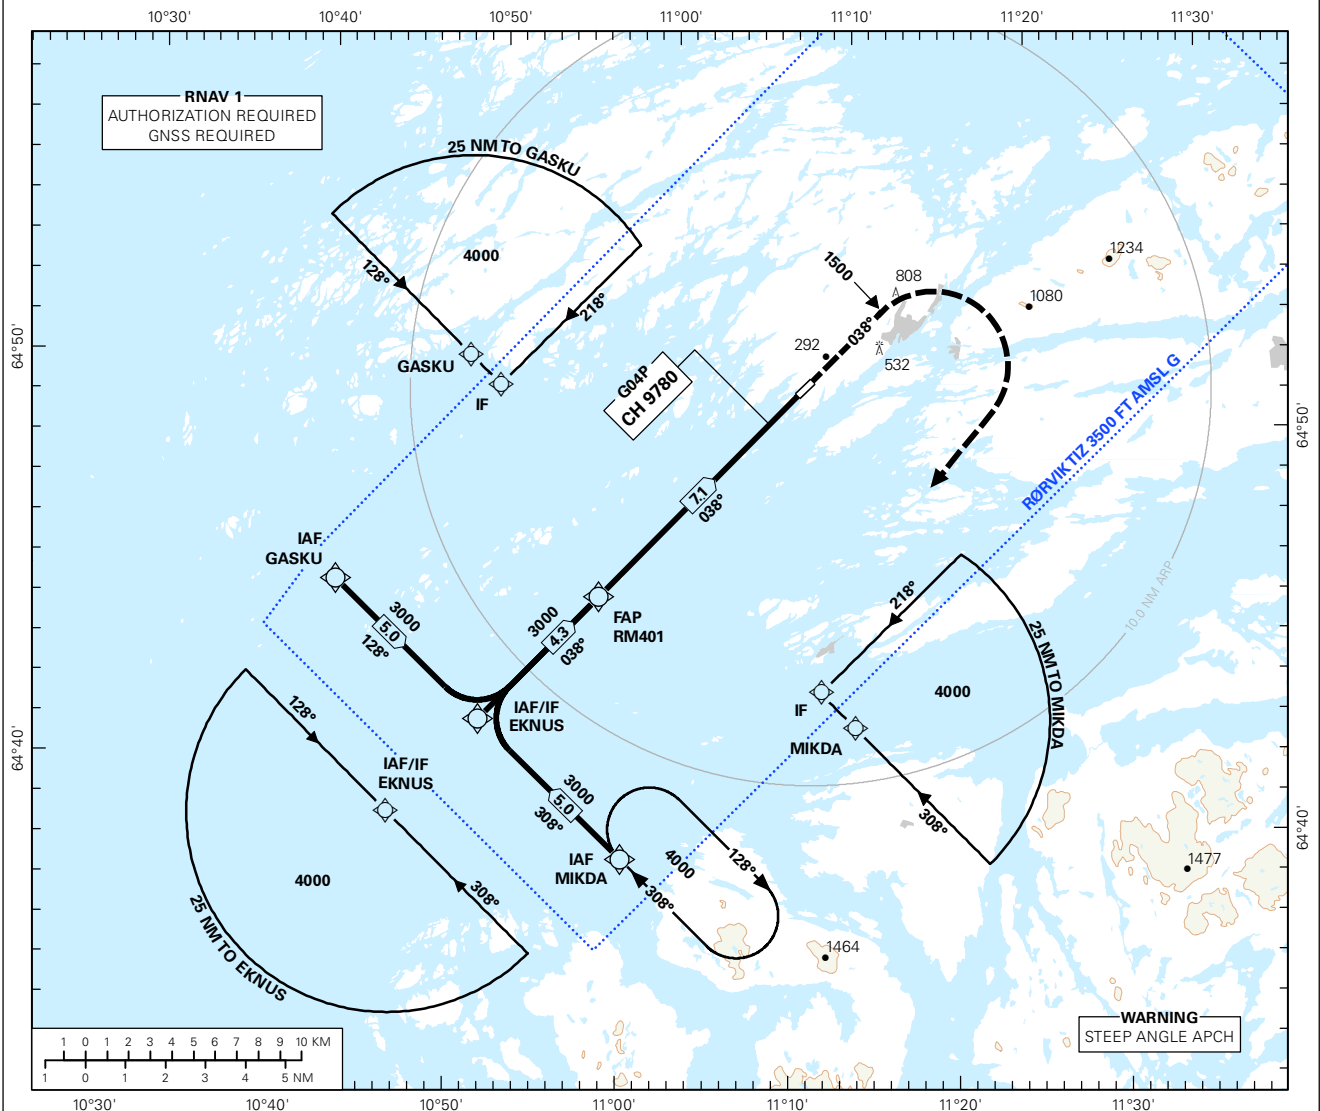 10°30'
10°40'
10°50'
11°00'
11°10'
11°20'
11°30'
RNAV 1
AUTHORIZATION REQUIRED
GNSS REQUIRED
25 NM TO GASKU
4000
128°
218°
GASKU
IF
1500
808
038°
292
532
1234
1080
64°50'
64°50'
G04P
CH 9780
RØRVIK TIZ 3500 FT AMSL G
7.1
038°
IAF
GASKU
3000
5.0
128°
3000
4.3
038°
FAP
RM401
IAF/IF
EKNUS
10.0 NM ARP
218°
25 NM TO MIKDA
4000
IF
MIKDA
308°
64°40'
64°40'
128°
IAF/IF
EKNUS
4000
308°
25 NM TO EKNUS
3000
5.0
308°
IAF
MIKDA
4000
128°
308°
1477
1464
WARNING
STEEP ANGLE APCH
1 0 1 2 3 4 5 6 7 8 9 10 KM
1 0 1 2 3 4 5 NM
10°30'
10°40'
10°50'
11°00'
11°10'
11°20'
11°30'